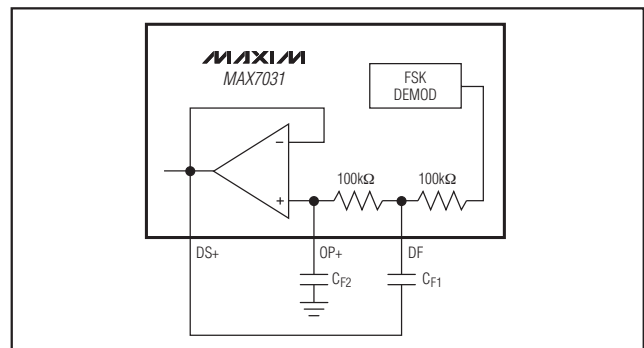 MAXIM
MAX7031
FSK
DEMOD
100kΩ
100kΩ
−
+
DS+
OP+
DF
CF2
CF1